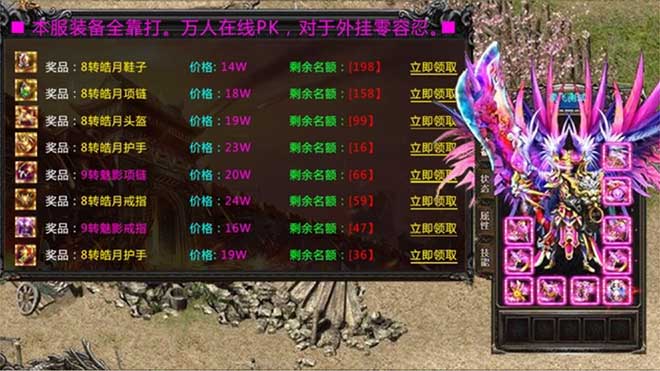 ■本服装备全靠打。万人在线PK，对于外挂零容忍。■
奖品：8转皓月鞋子 价格：14W 剩余名额：[198] 立即领取
奖品：8转皓月项链 价格：18W 剩余名额：[158] 立即领取
奖品：8转皓月头盔 价格：19W 剩余名额：[99] 立即领取
奖品：8转皓月护手 价格：23W 剩余名额：[16] 立即领取
奖品：9转魅影项链 价格：20W 剩余名额：[66] 立即领取
奖品：8转皓月戒指 价格：24W 剩余名额：[59] 立即领取
奖品：9转魅影戒指 价格：16W 剩余名额：[47] 立即领取
奖品：8转皓月护手 价格：19W 剩余名额：[36] 立即领取
状态
属性
技能